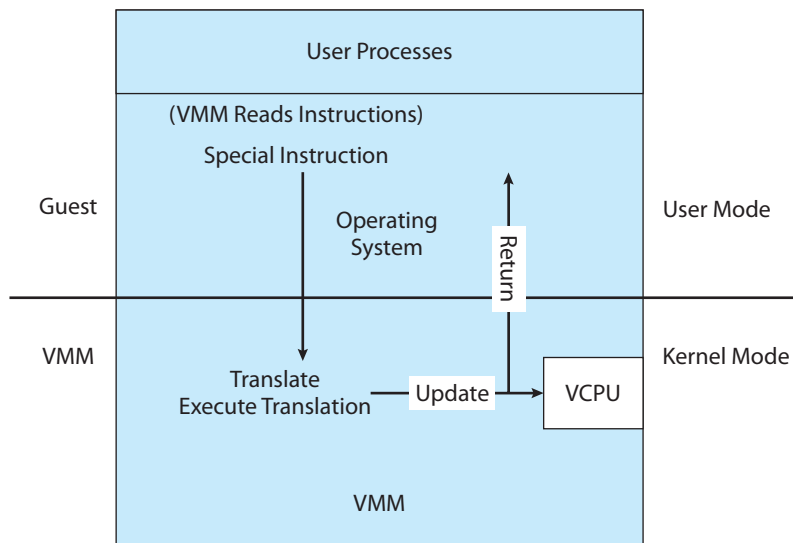 User Processes
(VMM Reads Instructions)
Special Instruction
Guest
Operating
System
User Mode
Return
VMM
Kernel Mode
Translate
Execute Translation
Update
VCPU
VMM